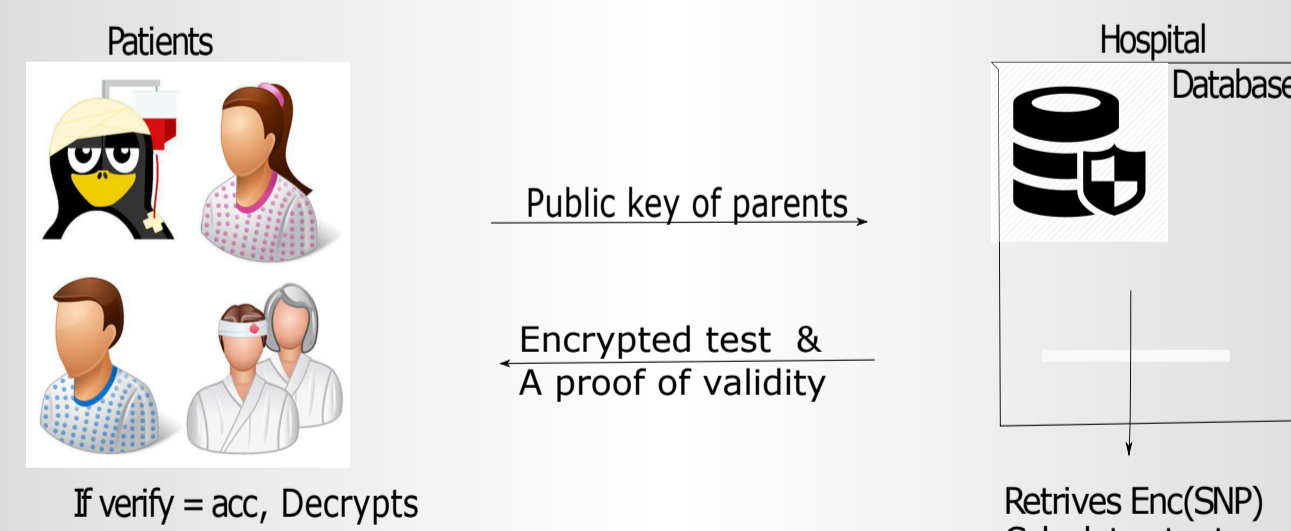 Patients
Hospital
Database
Public key of parents
Encrypted test &
A proof of validity
If verify = acc, Decrypts
Retrives Enc(SNP)